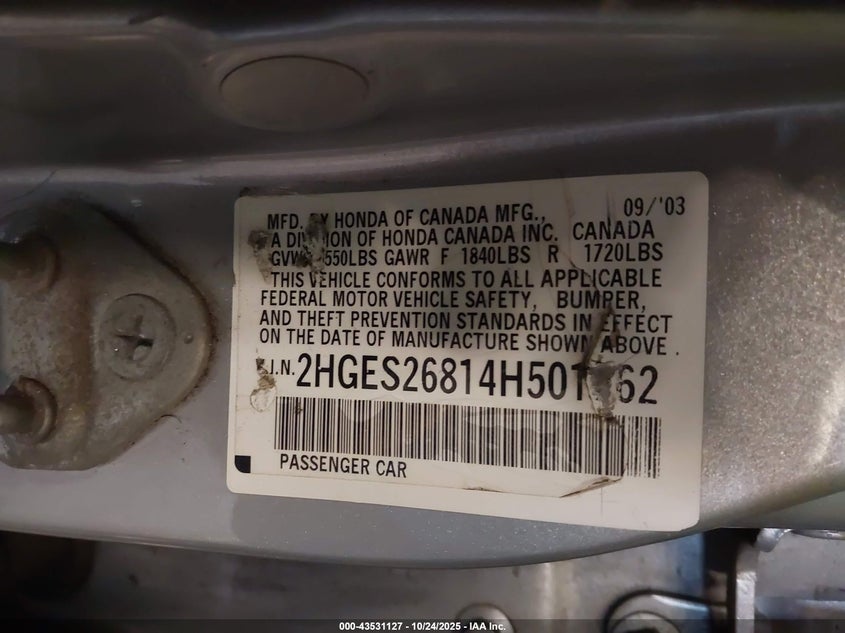 09/'03
MFD. BY HONDA OF CANADA MFG.,
A DIVISION OF HONDA CANADA INC. CANADA
550LBS GAWR F 1840LBS R 1720LBS
THIS VEHICLE CONFORMS TO ALL APPLICABLE
FEDERAL MOTOR VEHICLE SAFETY, BUMPER,
AND THEFT PREVENTION STANDARDS IN EFFECT
ON THE DATE OF MANUFACTURE SHOWN ABOVE.
V.I.N.
PASSENGER CAR
000-43531127 - 10/24/2025 - IAA Inc.